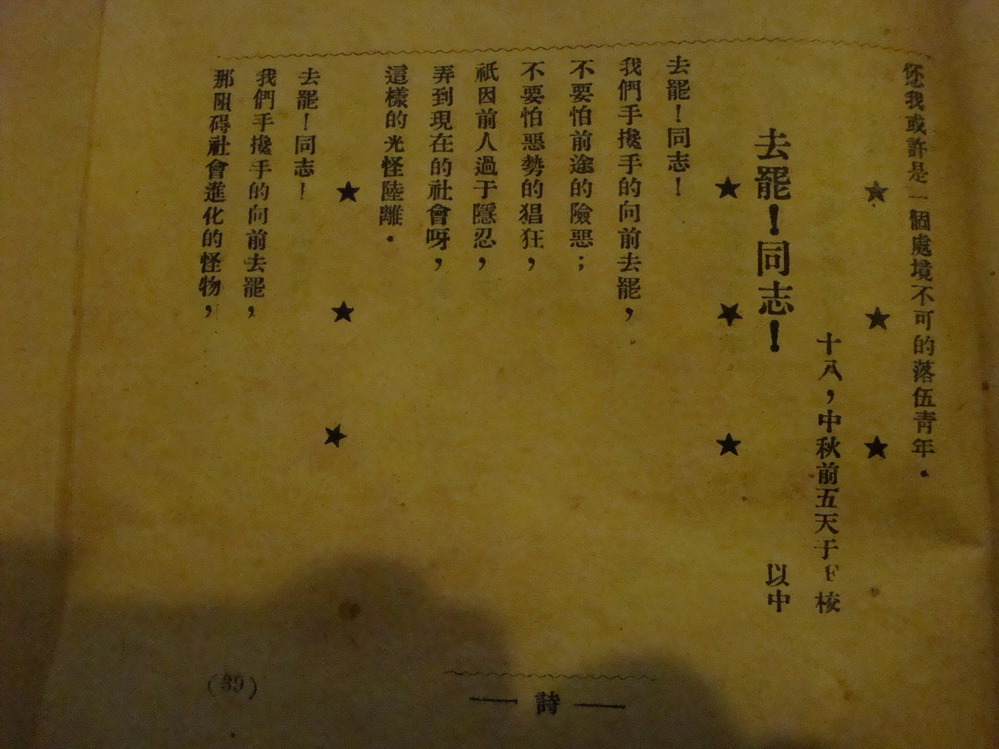 你我或許是一個處境不可的落伍青年．
★ ★ ★
十八，中秋前五天于F校
去罷！同志！
以中
★ ★ ★
去罷！同志！
我們手攙手的向前去罷，
不要怕前途的險惡；
不要怕惡勢的猖狂，
祇因前人過于隱忍，
弄到現在的社會呀，
這樣的光怪陸離．
★ ★ ★
去罷！同志！
我們手攙手的向前去罷，
那阻碍社會進化的怪物，
—— 詩 ——
(39)